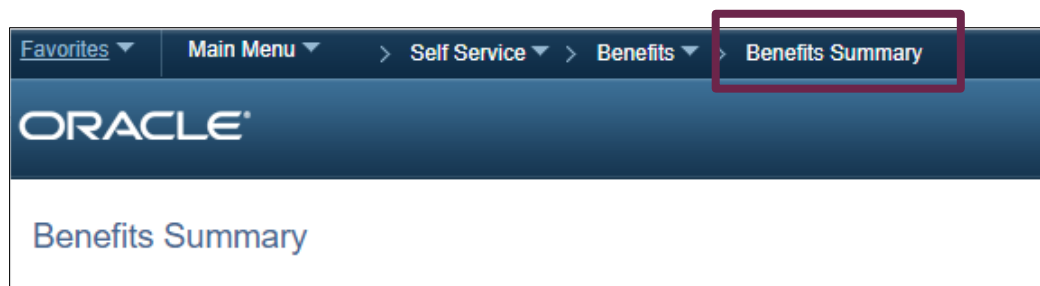 Favorites Main Menu > Self Service > Benefits > Benefits Summary
ORACLE®
Benefits Summary